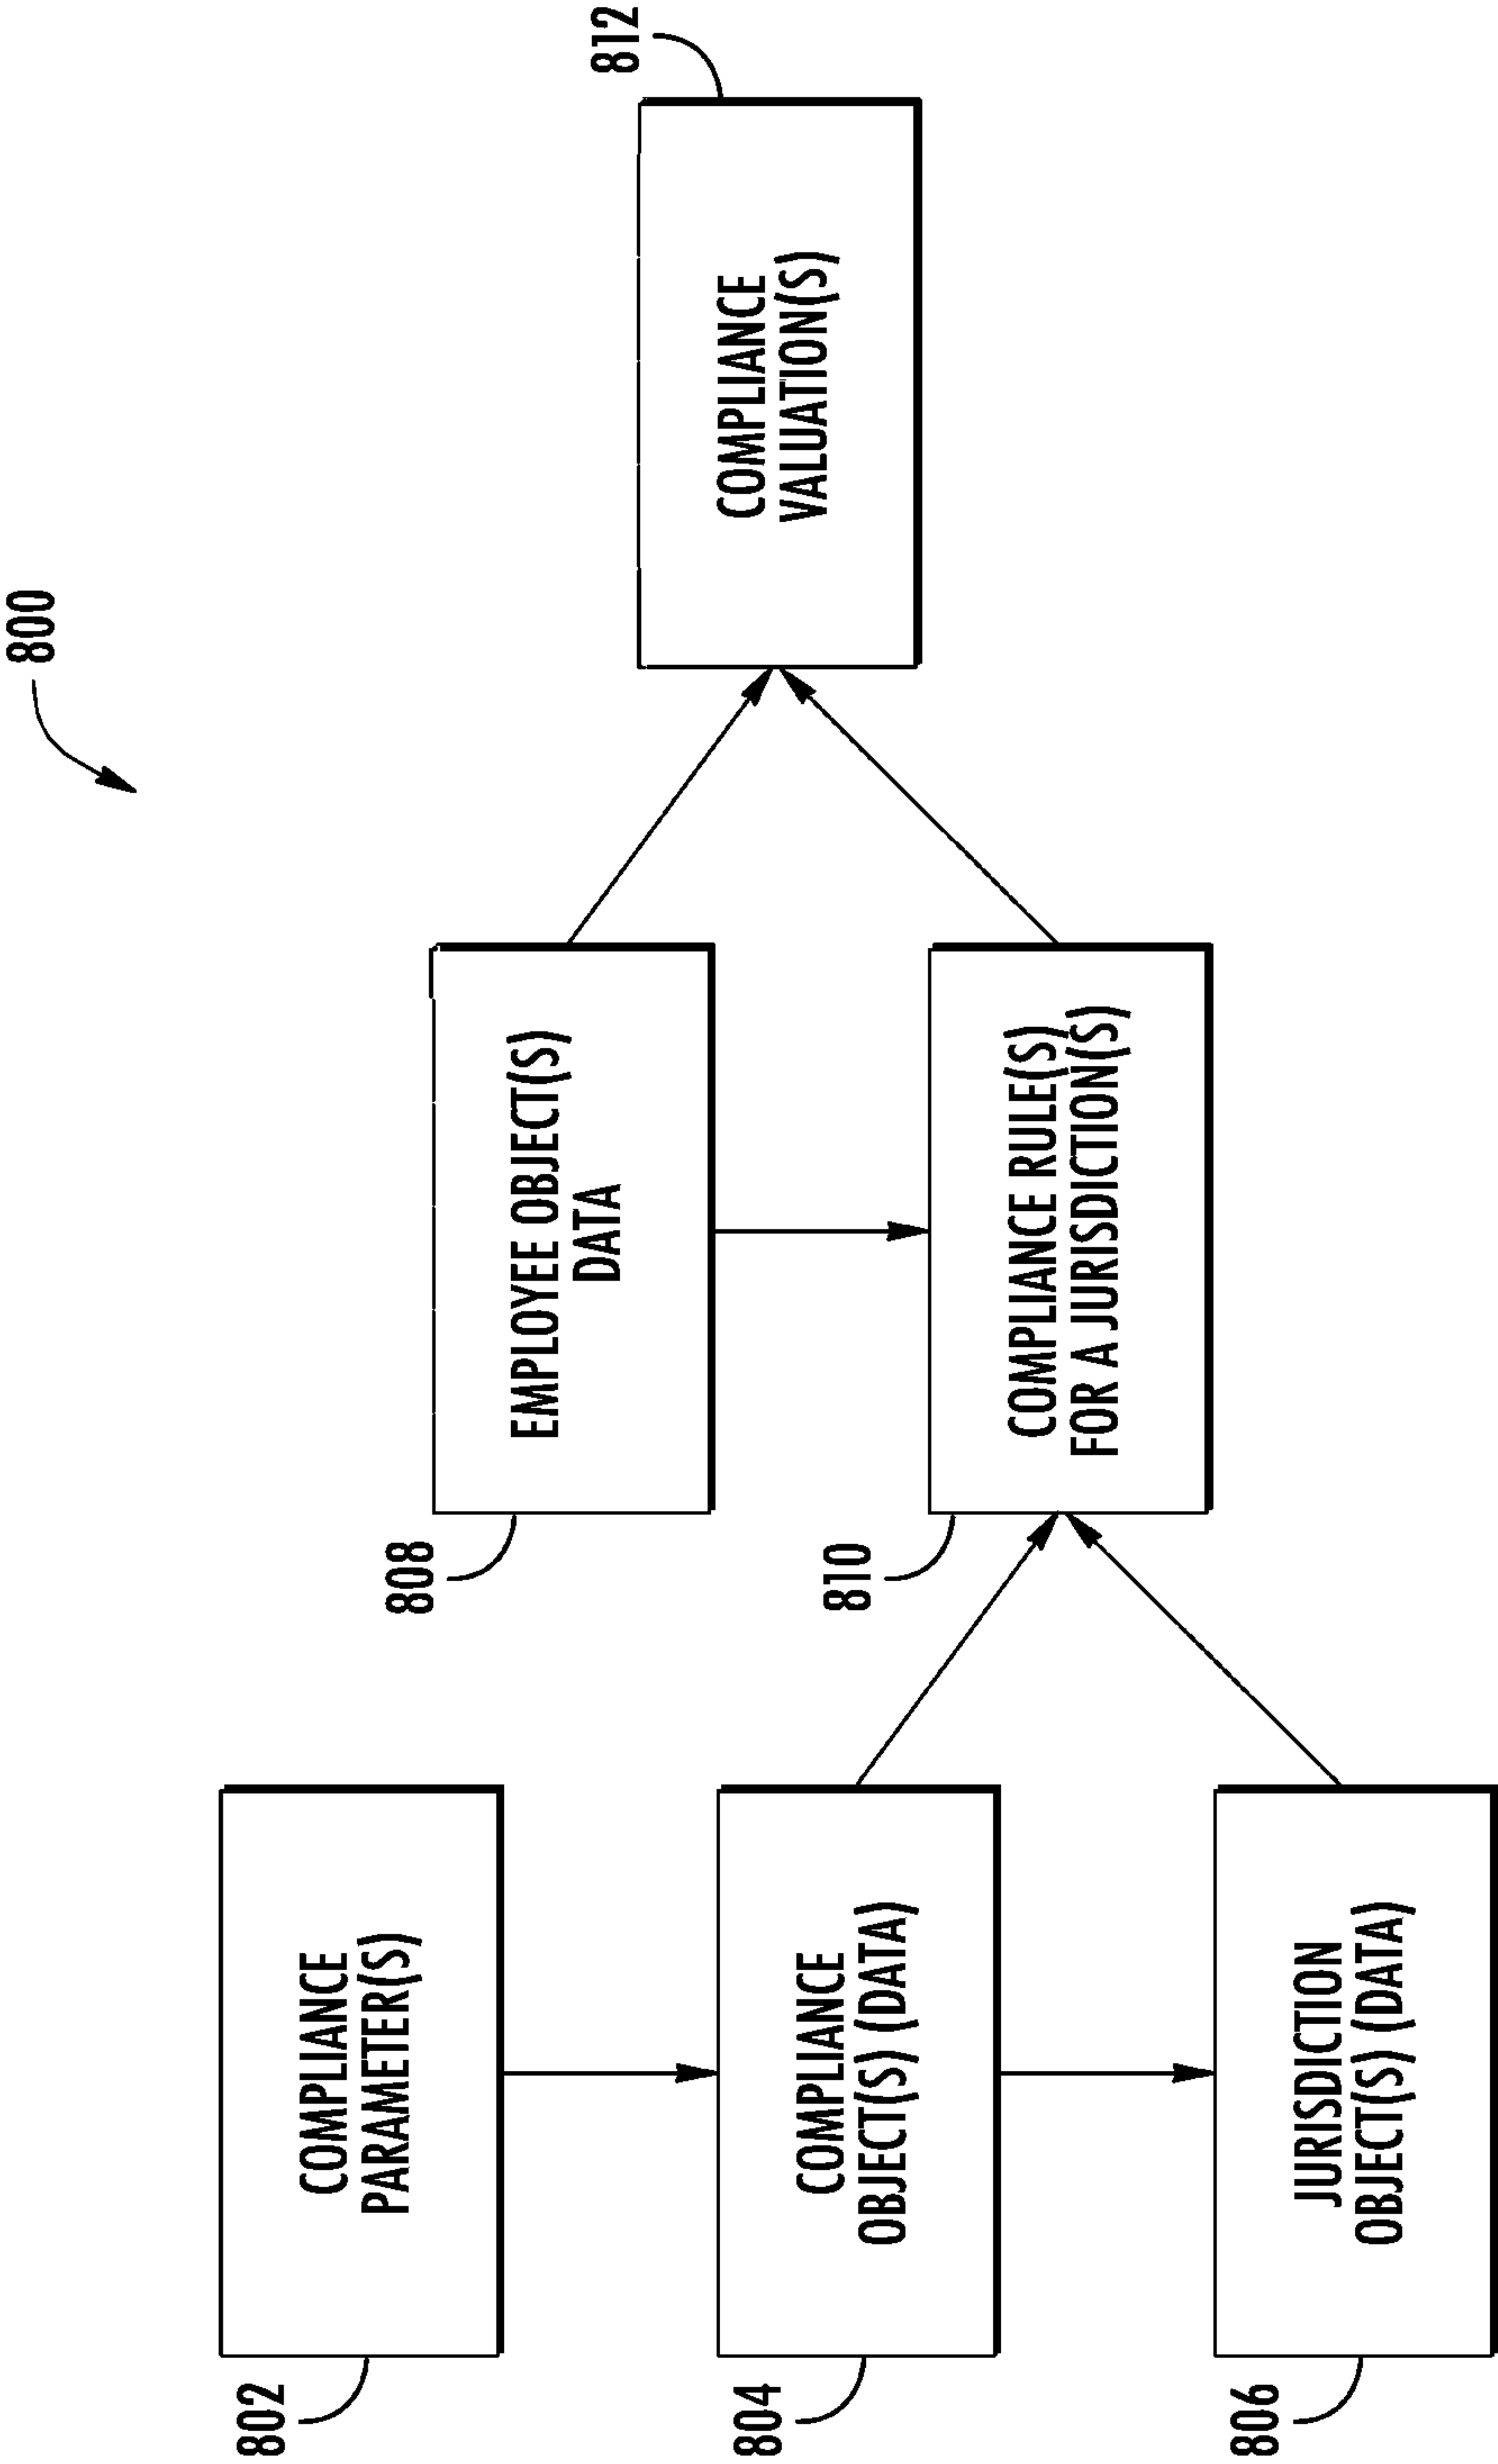 800
802
COMPLIANCE
PARAMETER(S)
804
COMPLIANCE
OBJECT(S) (DATA)
806
JURISDICTION
OBJECT(S) (DATA)
808
EMPLOYEE OBJECT(S)
DATA
810
COMPLIANCE RULE(S)
FOR A JURISDICTION(S)
812
COMPLIANCE
VALUATION(S)